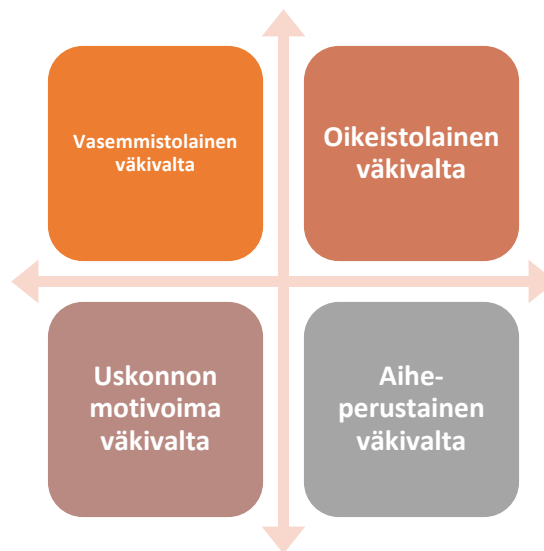 Vasemmistolainen
väkivalta
Oikeistolainen
väkivalta
Uskonnon
motivoima
väkivalta
Aihe-
perustainen
väkivalta